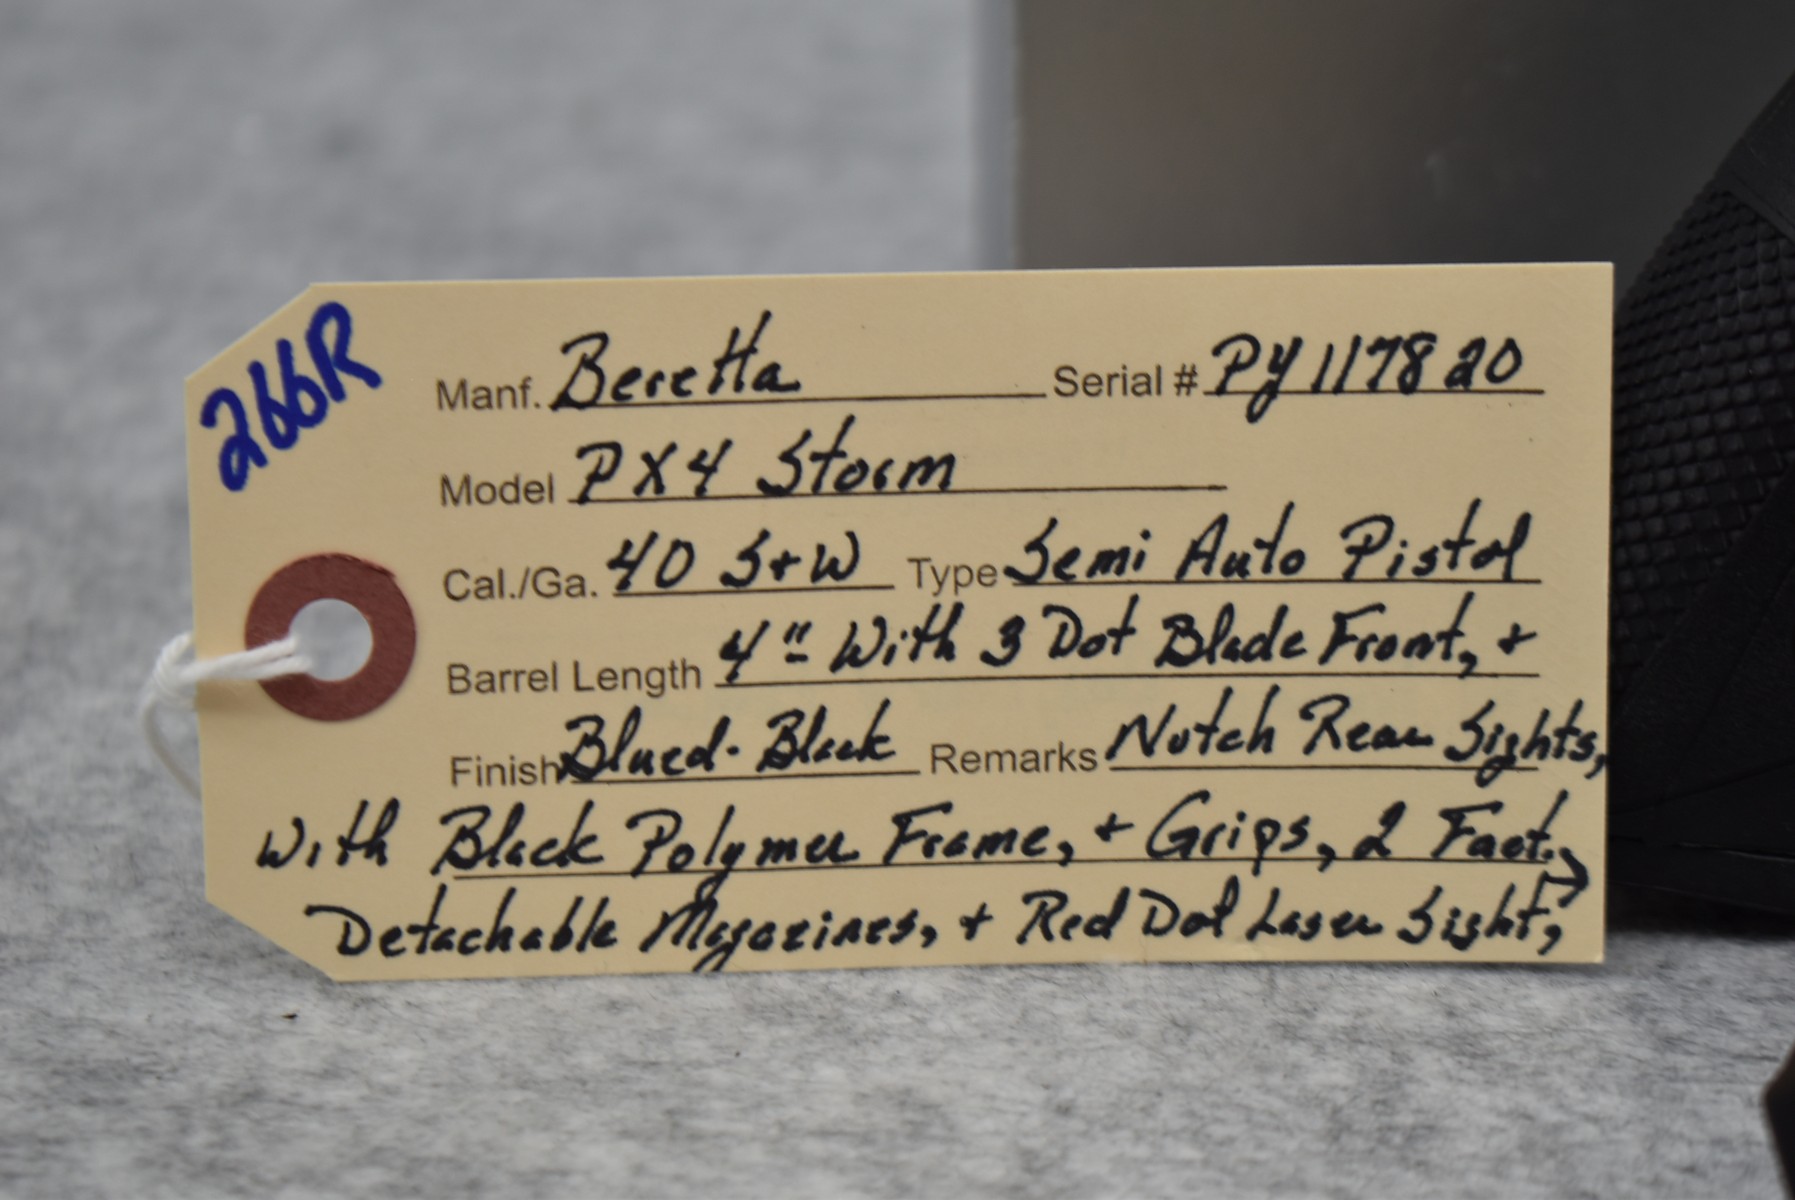 266R
Manf. Beretta Serial # PY117820
Model PX4 Storm
Cal./Ga. 40 S+W Type Semi Auto Pistol
Barrel Length 4" With 3 Dot Blade Front, +
Finish Blued-Black Remarks Notch Rear Sights,
With Black Polymer Frame, + Grips, 2 Fact. →
Detachable Magazines, + Red Dot Laser Sight,